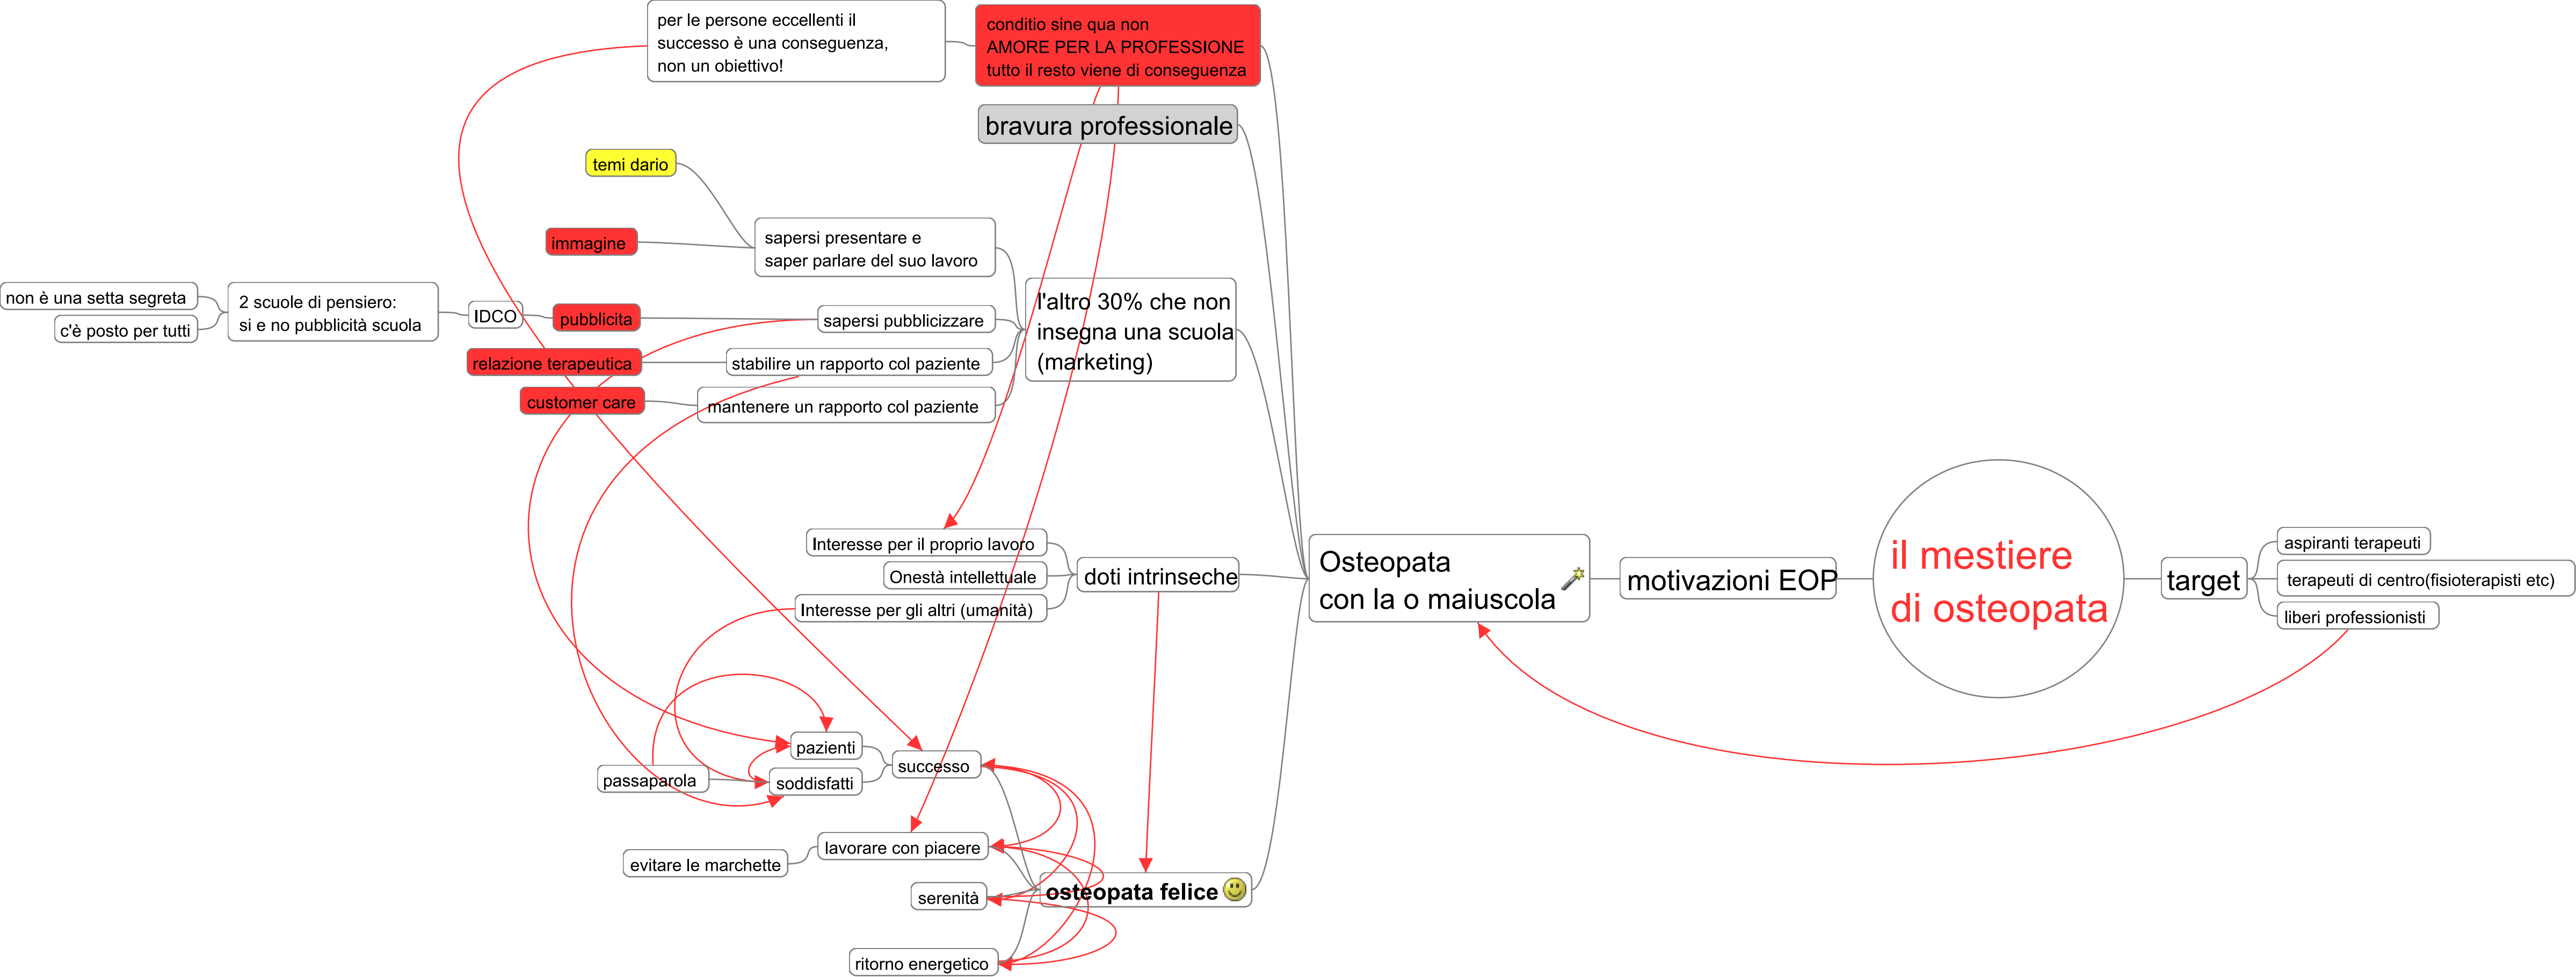 per le persone eccellenti il
successo è una conseguenza,
non un obiettivo!
conditio sine qua non
AMORE PER LA PROFESSIONE
tutto il resto viene di conseguenza
bravura professionale
temi dario
immagine
sapersi presentare e
saper parlare del suo lavoro
non è una setta segreta
c'è posto per tutti
2 scuole di pensiero:
si e no pubblicità scuola
IDCO
pubblicita
sapersi pubblicizzare
relazione terapeutica
stabilire un rapporto col paziente
customer care
mantenere un rapporto col paziente
l'altro 30% che non
insegna una scuola
(marketing)
Interesse per il proprio lavoro
Onestà intellettuale
Interesse per gli altri (umanità)
doti intrinseche
Osteopata
con la o maiuscola
motivazioni EOP
il mestiere
di osteopata
target
aspiranti terapeuti
terapeuti di centro(fisioterapisti etc)
liberi professionisti
pazienti
passaparola
soddisfatti
successo
lavorare con piacere
evitare le marchette
serenità
osteopata felice
ritorno energetico